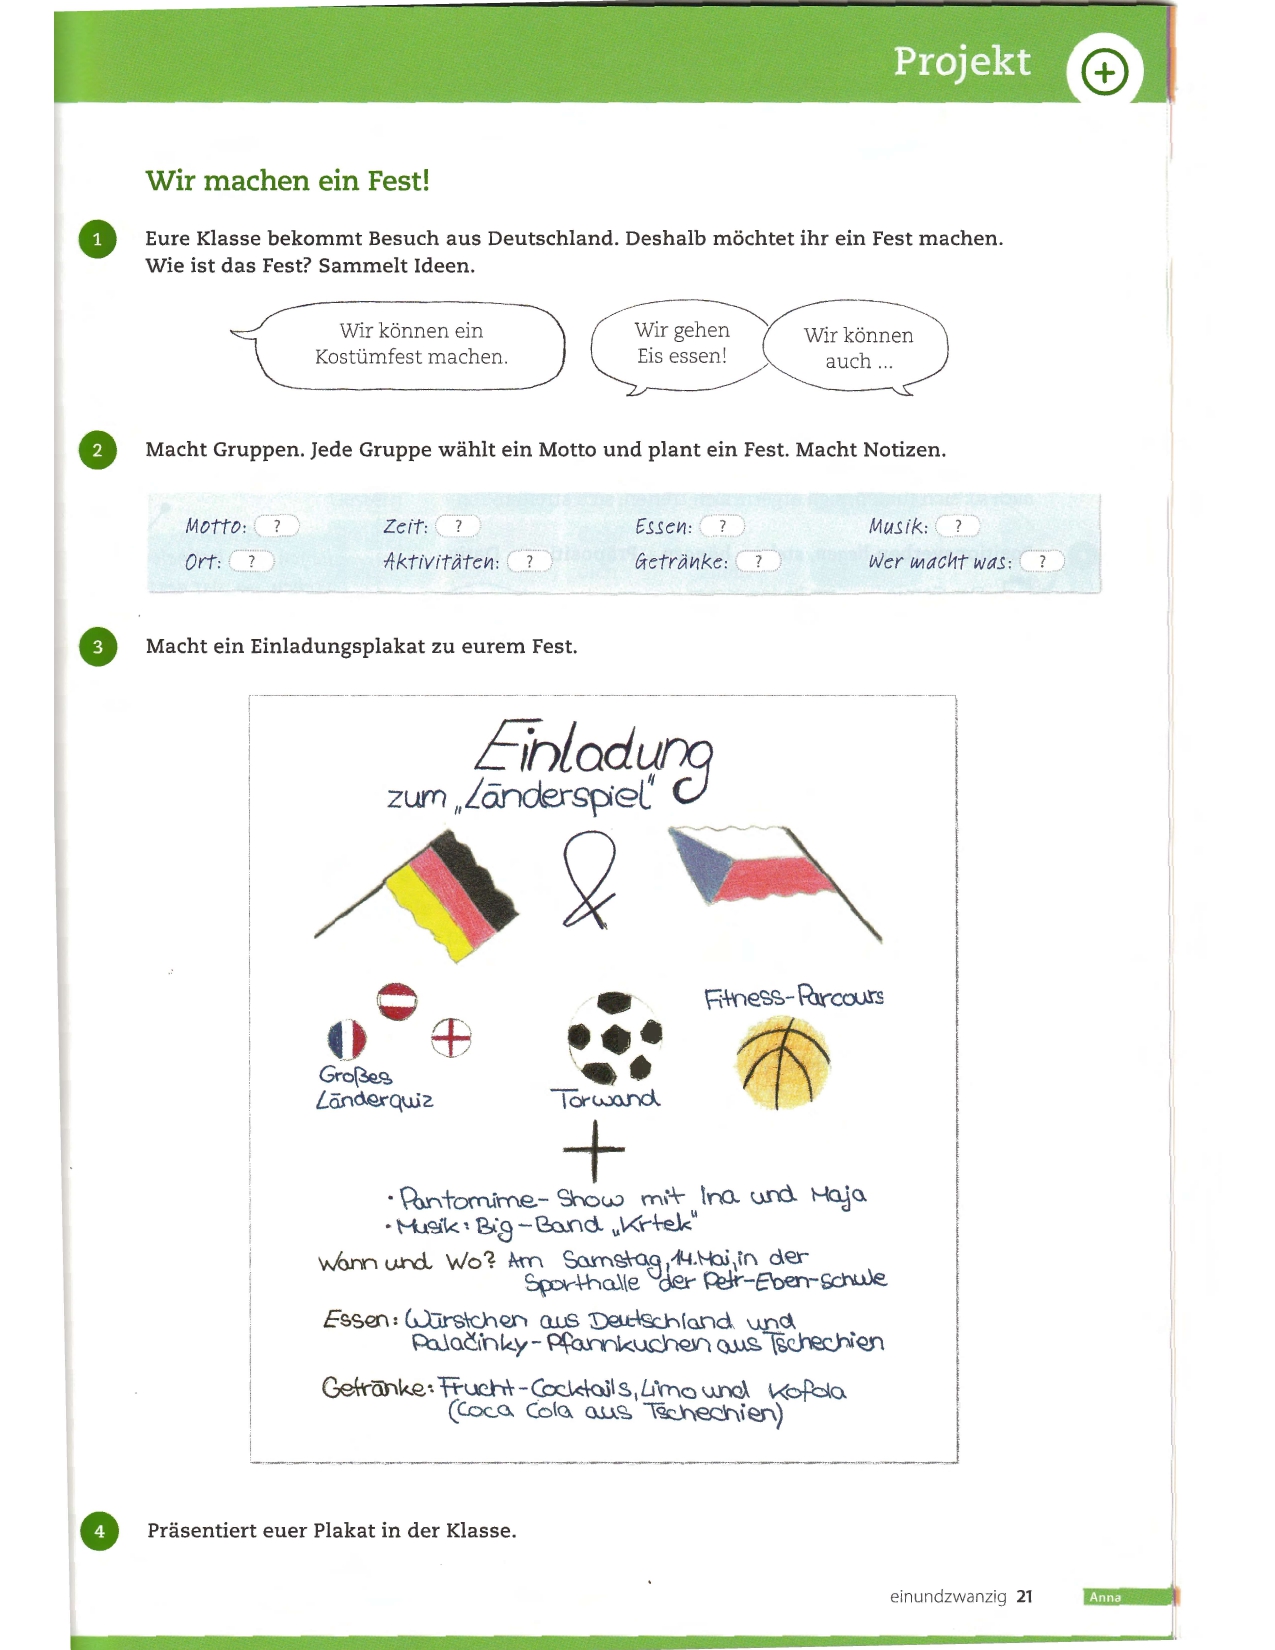 Projekt
Wir machen ein Fest!
1
Eure Klasse bekommt Besuch aus Deutschland. Deshalb möchtet ihr ein Fest machen.
Wie ist das Fest? Sammelt Ideen.
Wir können ein
Kostümfest machen.
Wir gehen
Eis essen!
Wir können
auch ...
2
Macht Gruppen. Jede Gruppe wählt ein Motto und plant ein Fest. Macht Notizen.
Motto: ? Zeit: ? Essen: ? Musik: ?
Ort: ? Aktivitäten: ? Getränke: ? Wer macht was: ?
3
Macht ein Einladungsplakat zu eurem Fest.
Einladung
zum „Länderspiel“
&
Großes
Länderquiz
Torwand
Fitness-Parcours
+
• Pantomime-Show mit Ina und Maja
• Musik: Big-Band „Krtek“
Wann und Wo? Am Samstag, 14. Mai, in der
Sporthalle der Petr-Eben-Schule
Essen: Würstchen aus Deutschland und
Palačinky-Pfannkuchen aus Tschechien
Getränke: Frucht-Cocktails, Limo und Kofola
(Coca Cola aus Tschechien)
4
Präsentiert euer Plakat in der Klasse.
einundzwanzig 21
Anna